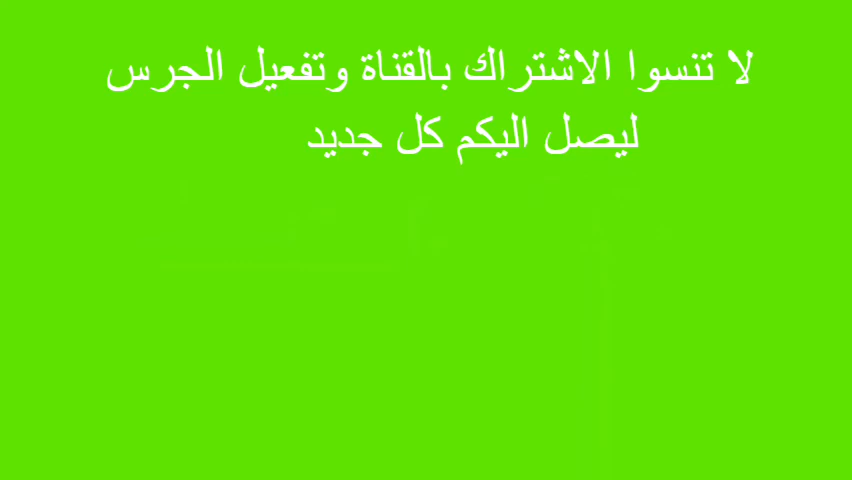 لا تنسوا الاشتراك بالقناة وتفعيل الجرس
ليصل اليكم كل جديد